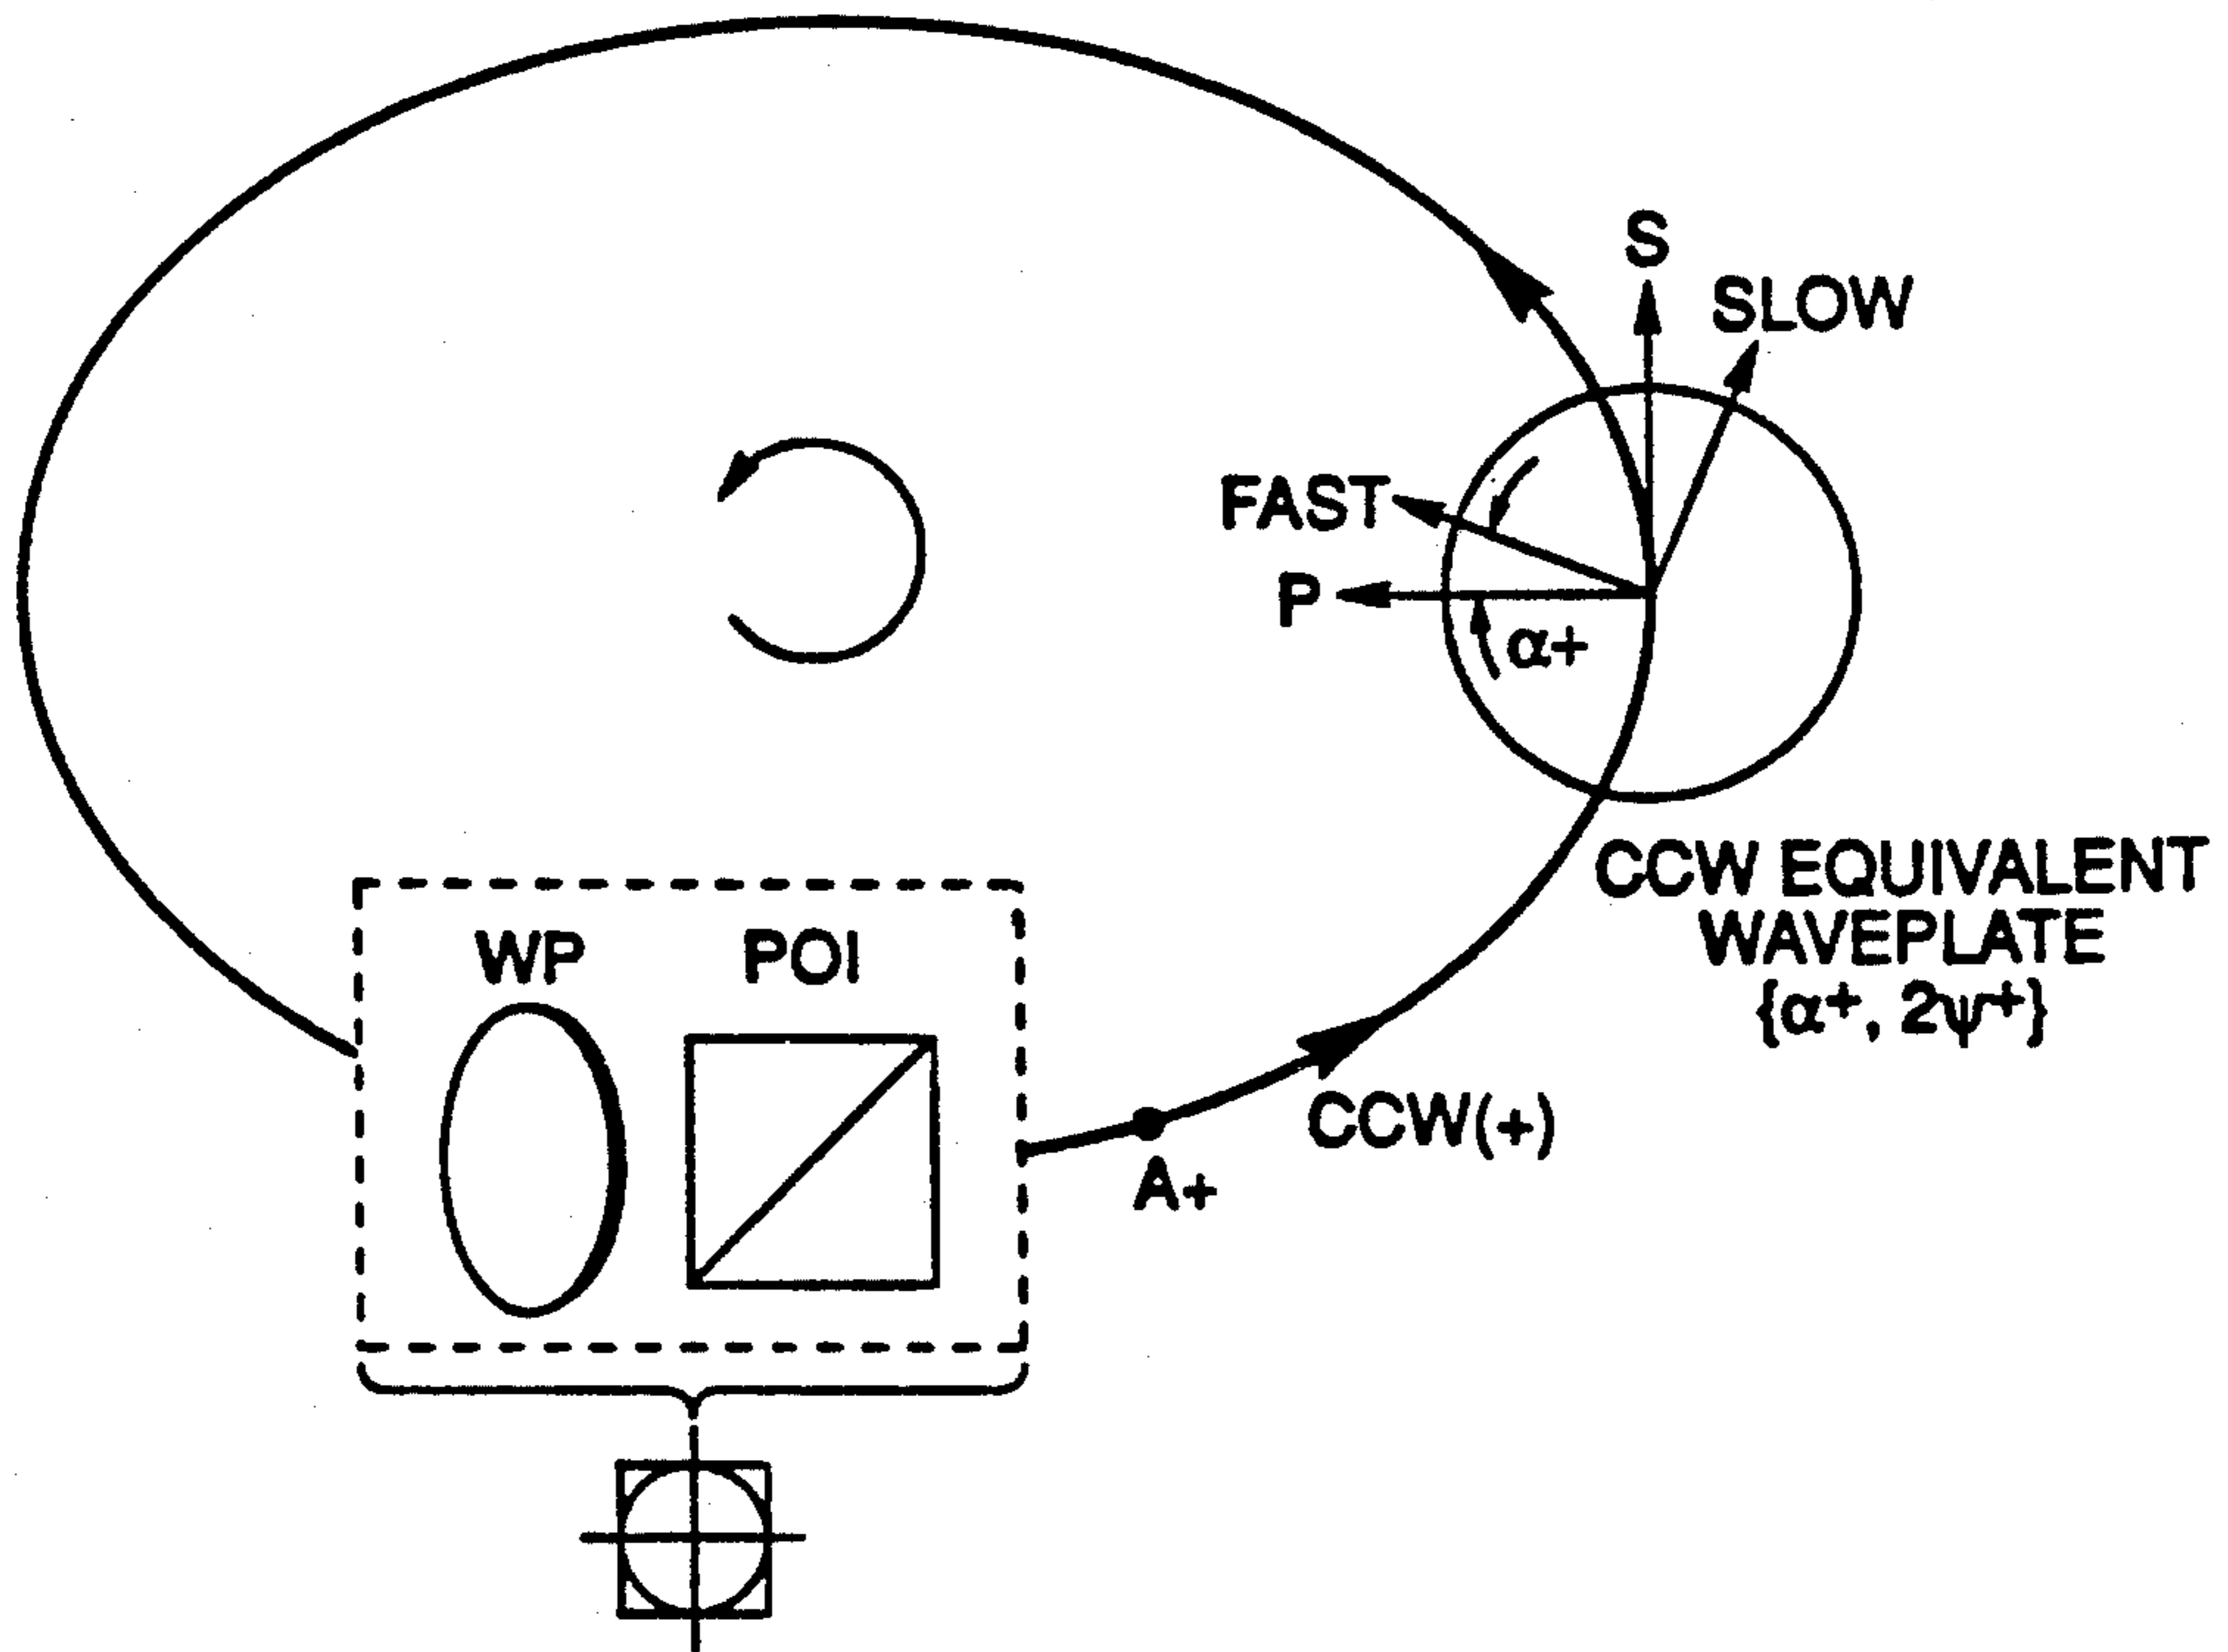 S
SLOW
FAST
P
α+
CCW EQUIVALENT
WAVEPLATE
{α+, 2ψ+}
WP
POI
CCW(+)
A+